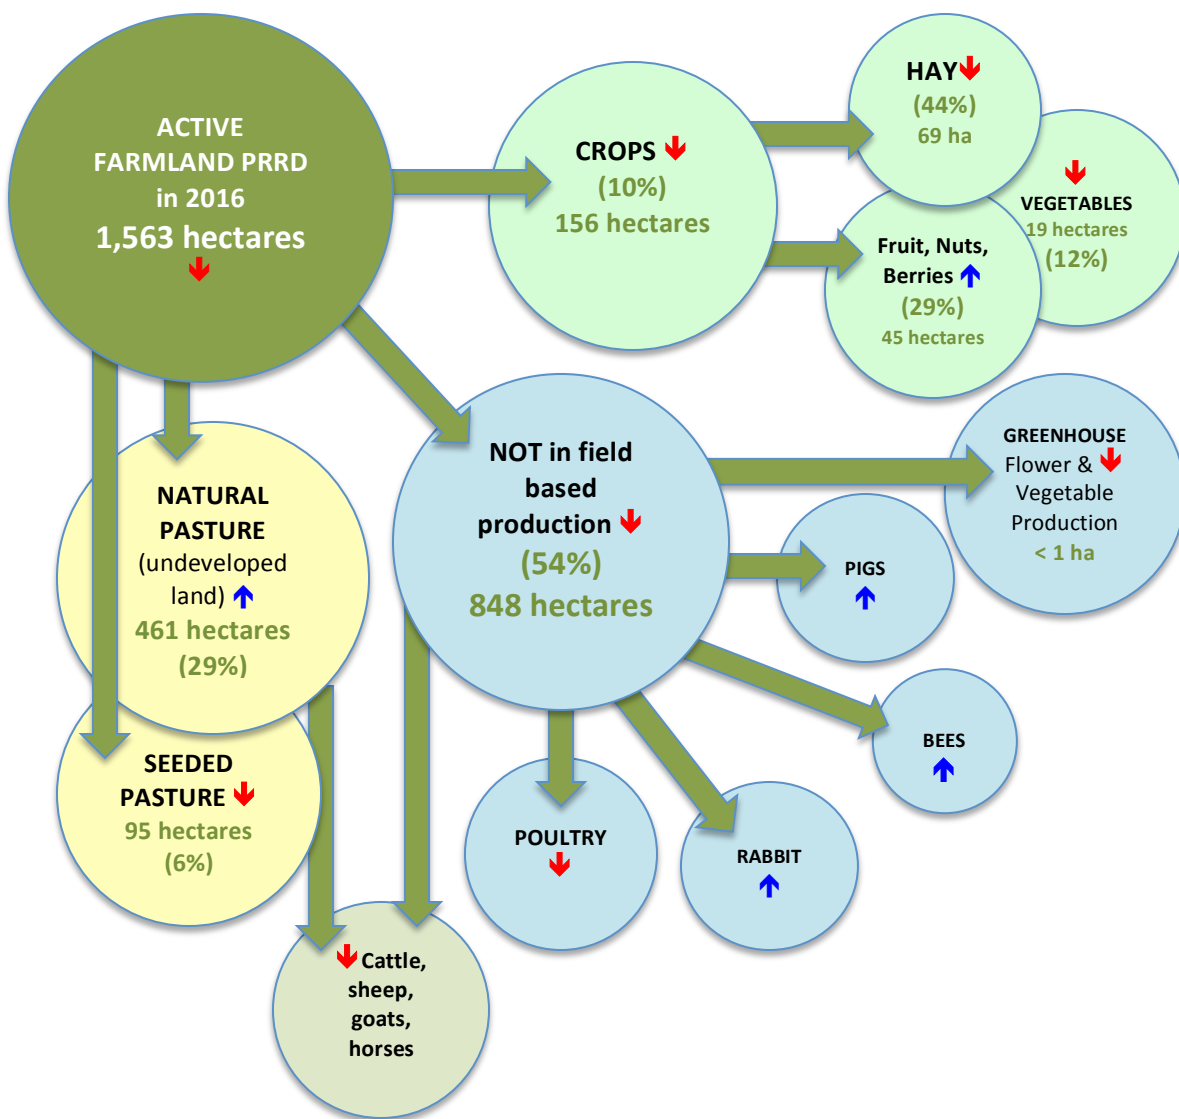 ACTIVE
FARMLAND PRRD
in 2016
1,563 hectares
CROPS
(10%)
156 hectares
HAY
(44%)
69 ha
VEGETABLES
19 hectares
(12%)
Fruit, Nuts,
Berries
(29%)
45 hectares
NATURAL
PASTURE
(undeveloped
land)
461 hectares
(29%)
SEEDED
PASTURE
95 hectares
(6%)
NOT in field
based
production
(54%)
848 hectares
GREENHOUSE
Flower &
Vegetable
Production
< 1 ha
PIGS
BEES
RABBIT
POULTRY
Cattle,
sheep,
goats,
horses